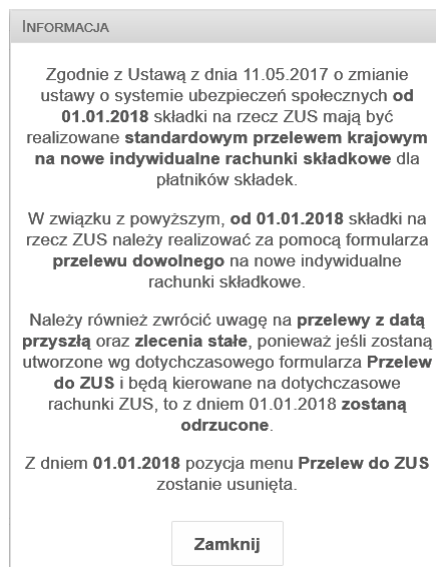 INFORMACJA
Zgodnie z Ustawą z dnia 11.05.2017 o zmianie
ustawy o systemie ubezpieczeń społecznych od
01.01.2018 składki na rzecz ZUS mają być
realizowane standardowym przelewem krajowym
na nowe indywidualne rachunki składkowe dla
płatników składek.
W związku z powyższym, od 01.01.2018 składki na
rzecz ZUS należy realizować za pomocą formularza
przelewu dowolnego na nowe indywidualne
rachunki składkowe.
Należy również zwrócić uwagę na przelewy z datą
przyszłą oraz zlecenia stałe, ponieważ jeśli zostaną
utworzone wg dotychczasowego formularza Przelew
do ZUS i będą kierowane na dotychczasowe
rachunki ZUS, to z dniem 01.01.2018 zostaną
odrzucone.
Z dniem 01.01.2018 pozycja menu Przelew do ZUS
zostanie usunięta.
Zamknij